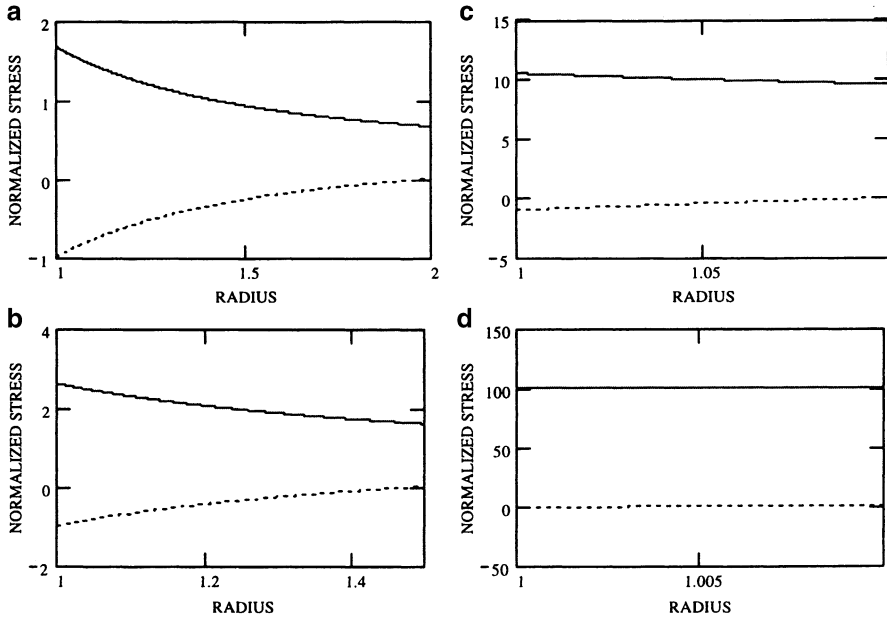 a
2
1
0
−1
NORMALIZED STRESS
1
1.5
2
RADIUS
b
4
2
0
−2
NORMALIZED STRESS
1
1.2
1.4
RADIUS
c
15
10
5
0
−5
NORMALIZED STRESS
1
1.05
RADIUS
d
150
100
50
0
−50
NORMALIZED STRESS
1
1.005
RADIUS